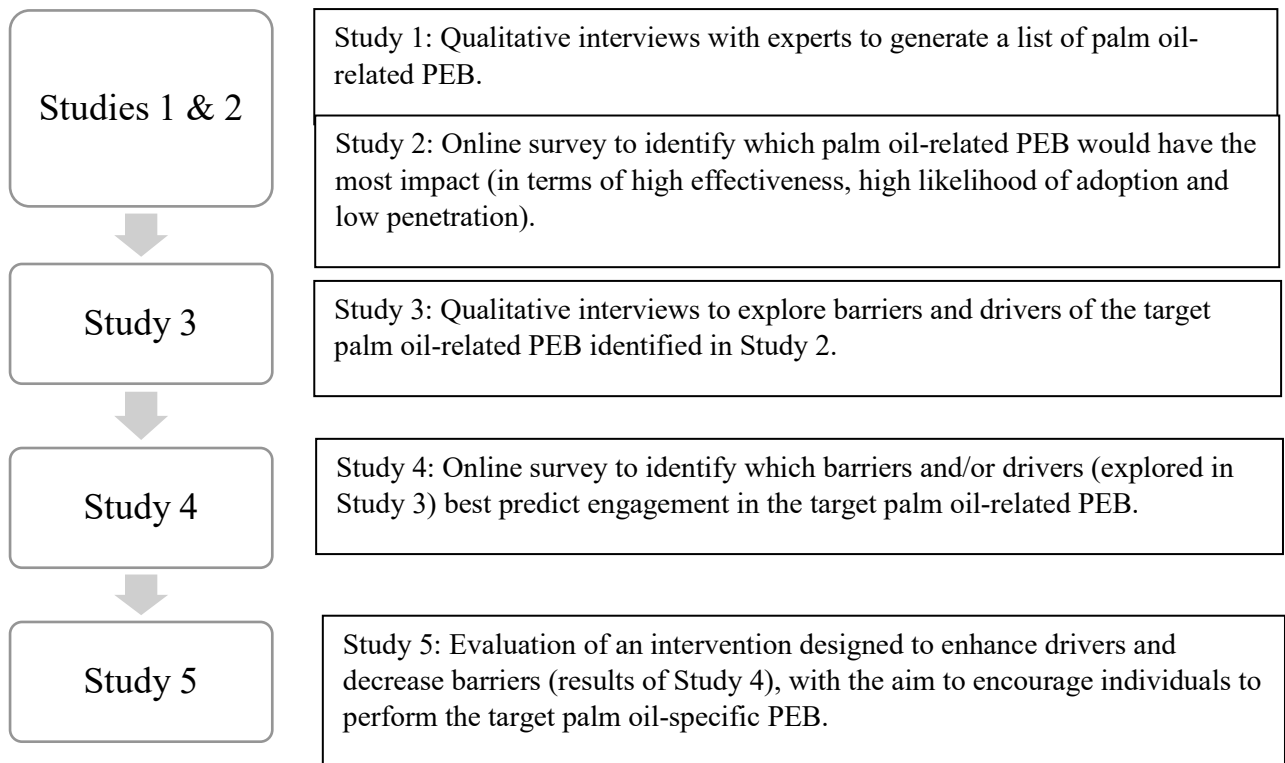 Studies 1 & 2
Study 1: Qualitative interviews with experts to generate a list of palm oil-
related PEB.
Study 2: Online survey to identify which palm oil-related PEB would have the
most impact (in terms of high effectiveness, high likelihood of adoption and
low penetration).
Study 3
Study 3: Qualitative interviews to explore barriers and drivers of the target
palm oil-related PEB identified in Study 2.
Study 4
Study 4: Online survey to identify which barriers and/or drivers (explored in
Study 3) best predict engagement in the target palm oil-related PEB.
Study 5
Study 5: Evaluation of an intervention designed to enhance drivers and
decrease barriers (results of Study 4), with the aim to encourage individuals to
perform the target palm oil-specific PEB.